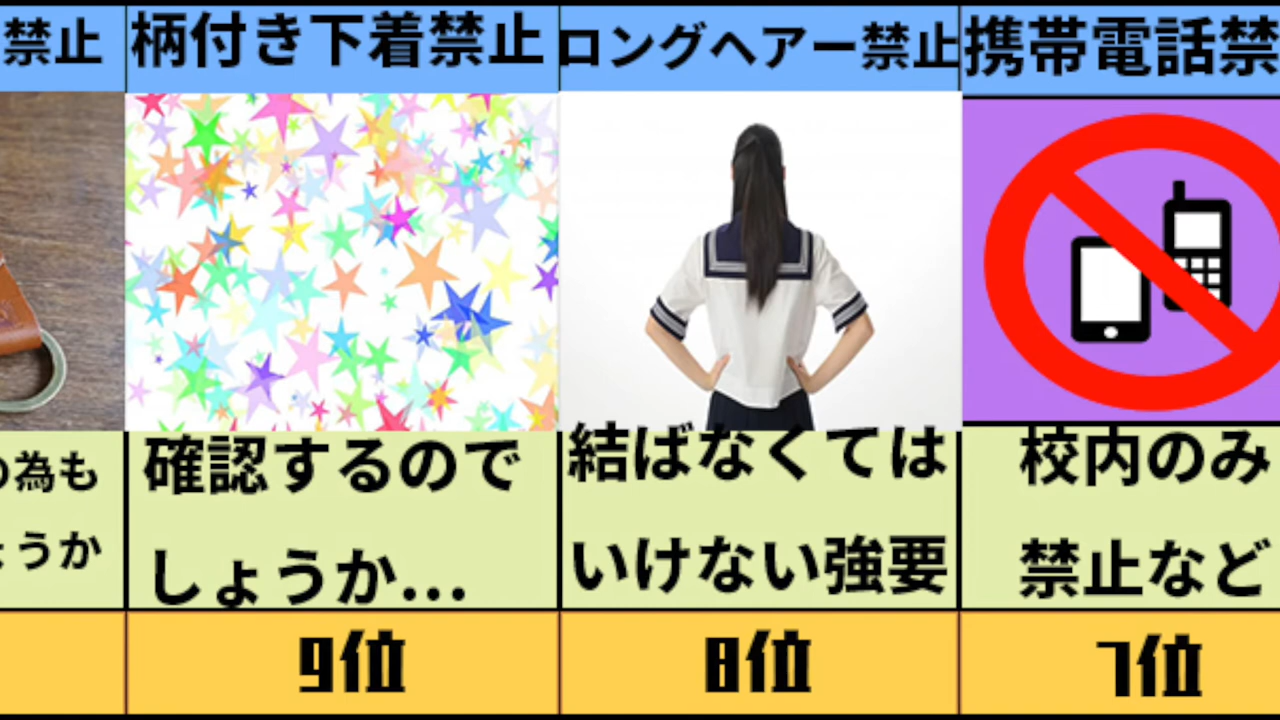 禁止
の為も
ょうか
柄付き下着禁止
確認するので
しょうか…
9位
ロングヘアー禁止
結ばなくては
いけない強要
8位
携帯電話禁
校内のみ
禁止など
7位